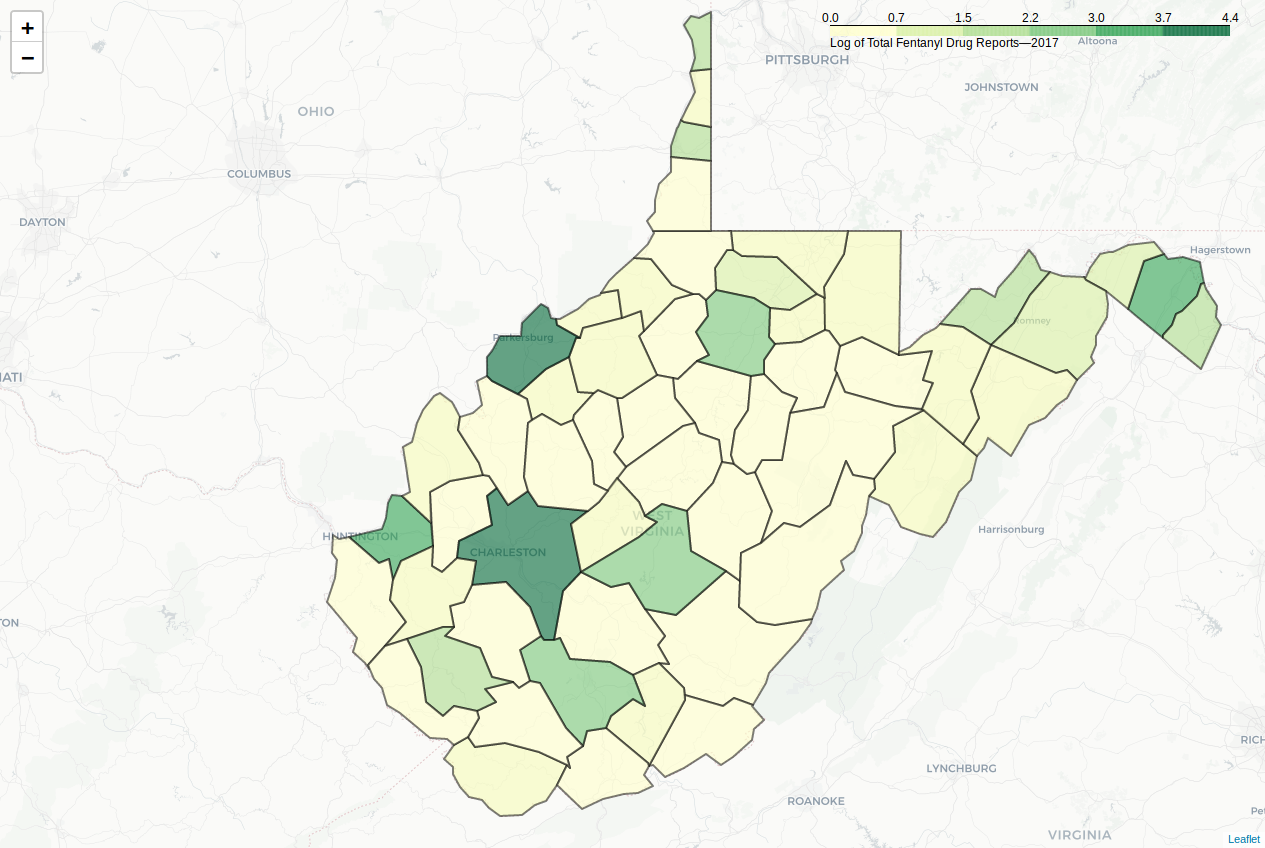 +
−
0.0 0.7 1.5 2.2 3.0 3.7 4.4
Log of Total Fentanyl Drug Reports—2017
Altoona
PITTSBURGH
JOHNSTOWN
OHIO
COLUMBUS
DAYTON
Hagerstown
Romney
Parkersburg
NATI
WEST
VIRGINIA
HUNTINGTON
CHARLESTON
Harrisonburg
TON
RICH
LYNCHBURG
ROANOKE
Pet
VIRGINIA
Leaflet